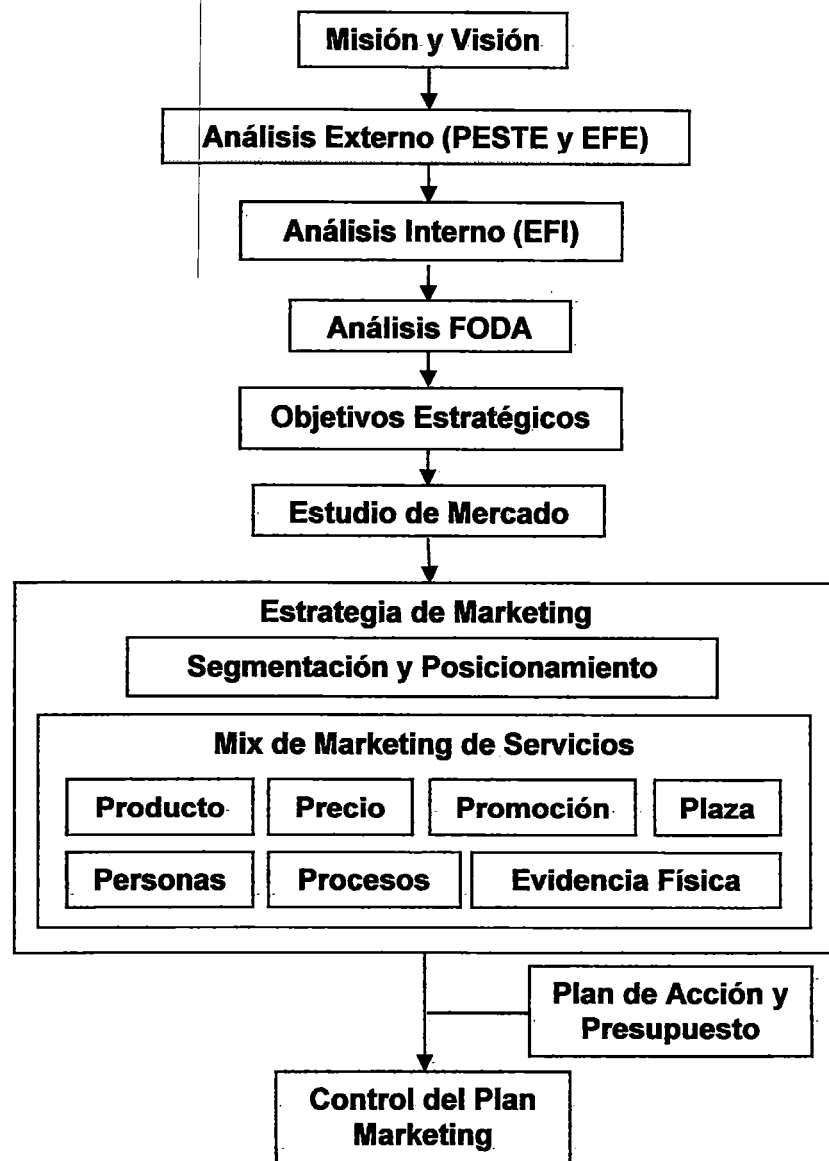 Misión y Visión
Análisis Externo (PESTE y EFE)
Análisis Interno (EFI)
Análisis FODA
Objetivos Estratégicos
Estudio de Mercado
Estrategia de Marketing
Segmentación y Posicionamiento
Mix de Marketing de Servicios
Producto Precio Promoción Plaza
Personas Procesos Evidencia Física
Plan de Acción y
Presupuesto
Control del Plan
Marketing